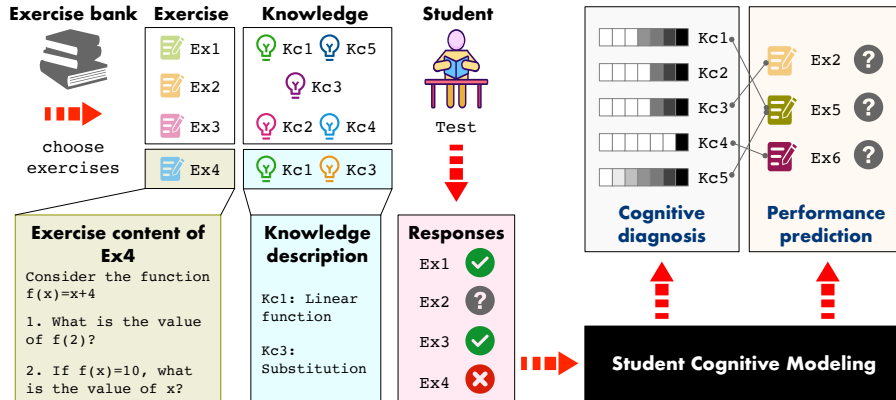 Exercise bank
choose
exercises
Exercise
Ex1
Ex2
Ex3
Ex4
Knowledge
Kc1 Kc5
Kc3
Kc2 Kc4
Kc1 Kc3
Student
Test
Exercise content of
Ex4
Consider the function
f(x)=x+4
1. What is the value
of f(2)?
2. If f(x)=10, what
is the value of x?
Knowledge
description
Kc1: Linear
function
Kc3:
Substitution
Responses
Ex1
Ex2 ?
Ex3
Ex4
Kc1
Kc2
Kc3
Kc4
Kc5
Cognitive
diagnosis
Ex2 ?
Ex5 ?
Ex6 ?
Performance
prediction
Student Cognitive Modeling